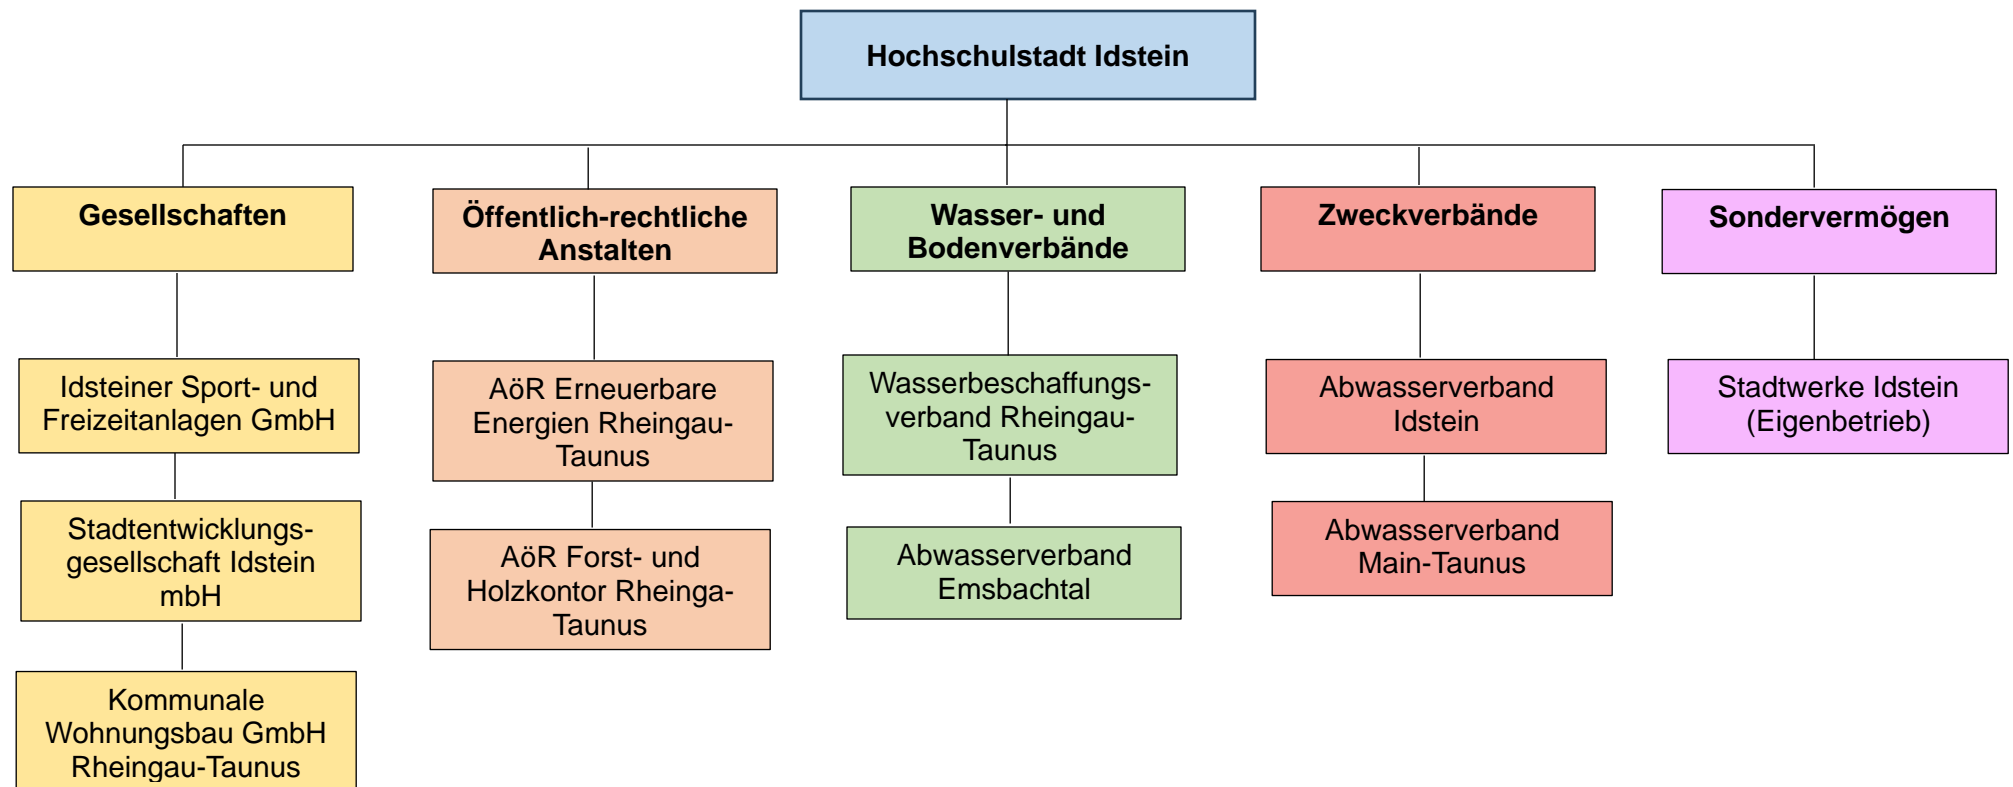 Hochschulstadt Idstein
Gesellschaften
Idsteiner Sport- und
Freizeitanlagen GmbH
Stadtentwicklungs-
gesellschaft Idstein
mbH
Kommunale
Wohnungsbau GmbH
Rheingau-Taunus
Öffentlich-rechtliche
Anstalten
AöR Erneuerbare
Energien Rheingau-
Taunus
AöR Forst- und
Holzkontor Rheinga-
Taunus
Wasser- und
Bodenverbände
Wasserbeschaffungs-
verband Rheingau-
Taunus
Abwasserverband
Emsbachtal
Zweckverbände
Abwasserverband
Idstein
Abwasserverband
Main-Taunus
Sondervermögen
Stadtwerke Idstein
(Eigenbetrieb)